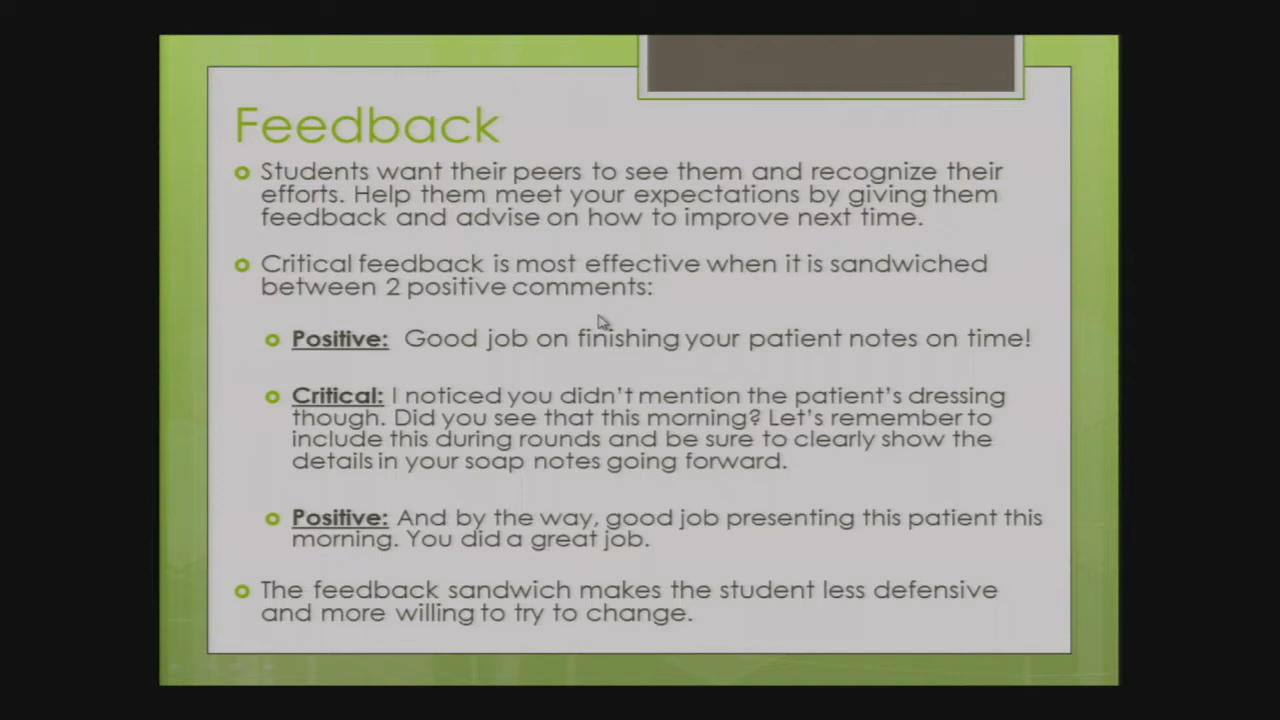 Feedback
Students want their peers to see them and recognize their
efforts. Help them meet your expectations by giving them
feedback and advise on how to improve next time.
Critical feedback is most effective when it is sandwiched
between 2 positive comments:
Positive: Good job on finishing your patient notes on time!
Critical: I noticed you didn't mention the patient's dressing
though. Did you see that this morning? Let's remember to
include this during rounds and be sure to clearly show the
details in your soap notes going forward.
Positive: And by the way, good job presenting this patient this
morning. You did a great job.
The feedback sandwich makes the student less defensive
and more willing to try to change.